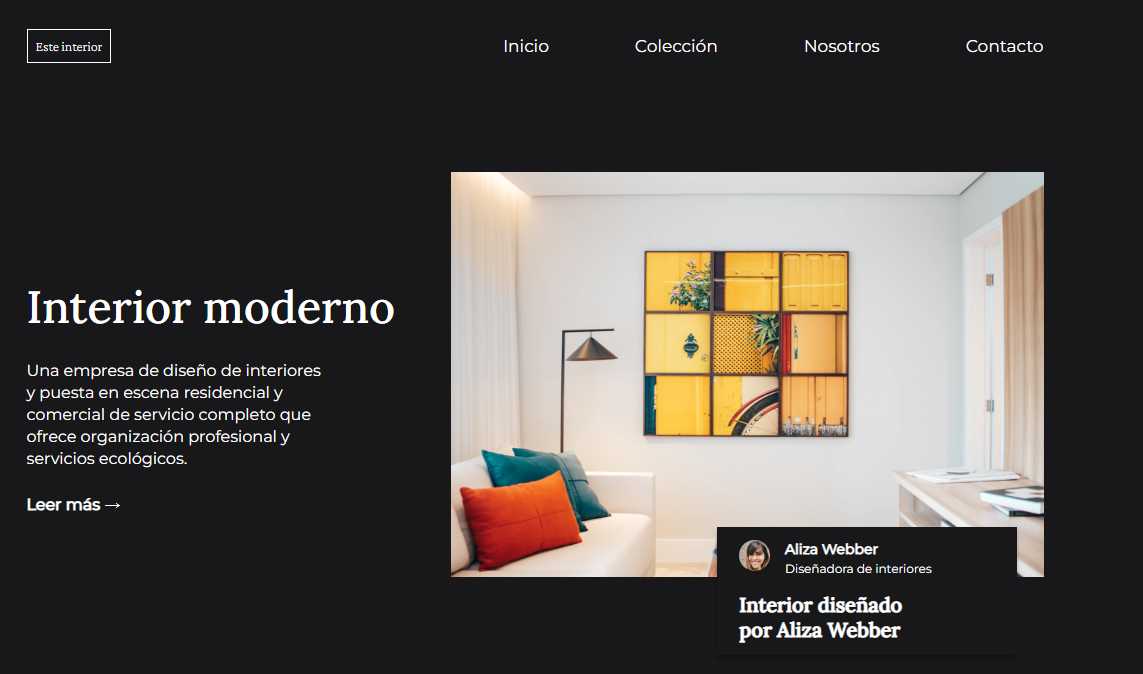 Este interior
Inicio
Colección
Nosotros
Contacto
Interior moderno
Una empresa de diseño de interiores
y puesta en escena residencial y
comercial de servicio completo que
ofrece organización profesional y
servicios ecológicos.
Leer más →
Aliza Webber
Diseñadora de interiores
Interior diseñado
por Aliza Webber